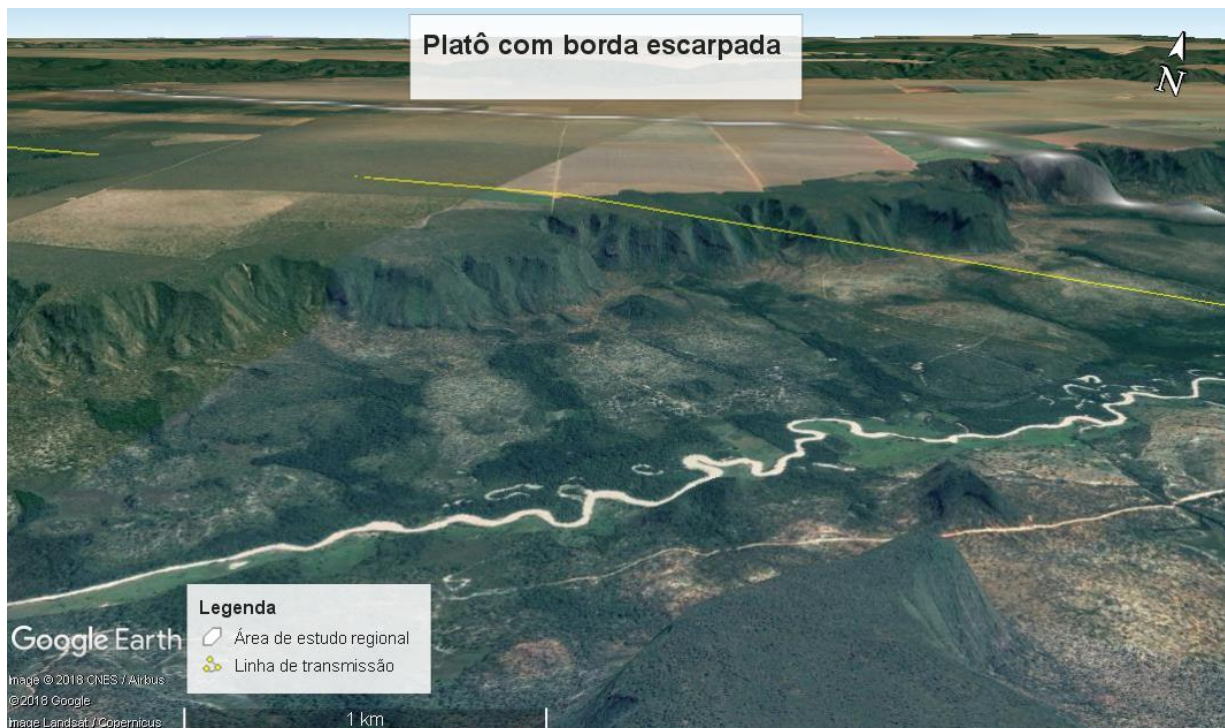 Platô com borda escarpada
N
Legenda
Área de estudo regional
Linha de transmissão
Google Earth
Image © 2018 CNES / Airbus
© 2018 Google
Image Landsat / Copernicus
1 km